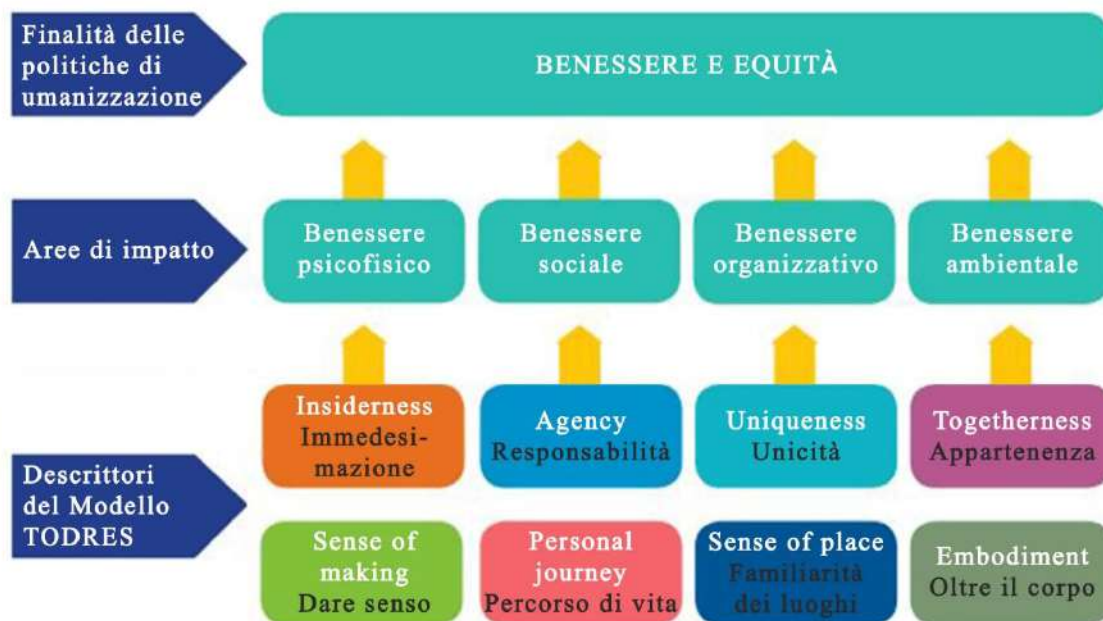 Finalità delle
politiche di
umanizzazione
BENESSERE E EQUITÀ
Aree di impatto
Benessere
psicofisico
Benessere
sociale
Benessere
organizzativo
Benessere
ambientale
Descrittori
del Modello
TODRES
Insiderness
Immedesi-
mazione
Agency
Responsabilità
Uniqueness
Unicità
Togetherness
Appartenenza
Sense of
making
Dare senso
Personal
journey
Percorso di vita
Sense of place
Familiarità
dei luoghi
Embodiment
Oltre il corpo